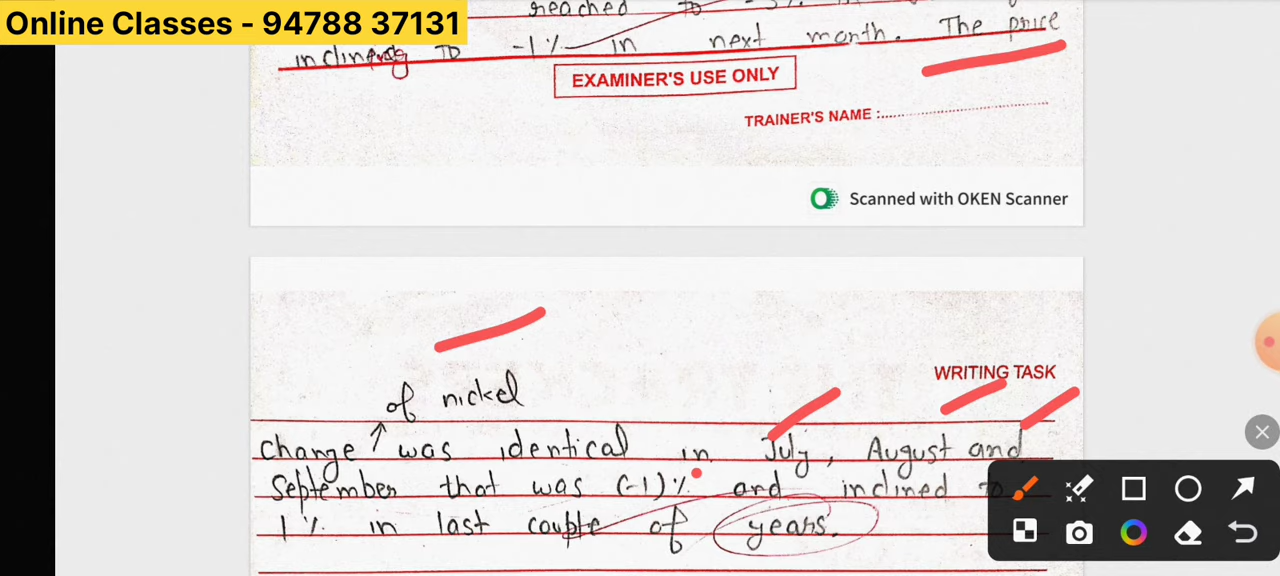 Online Classes - 94788 37131
reached to
inclining to -1% in next month. The price
EXAMINER'S USE ONLY
TRAINER'S NAME :
Scanned with OKEN Scanner
WRITING TASK
of nickel
change was identical in July, August and
September that was (-1)% and inclined to
1% in last couple of years.